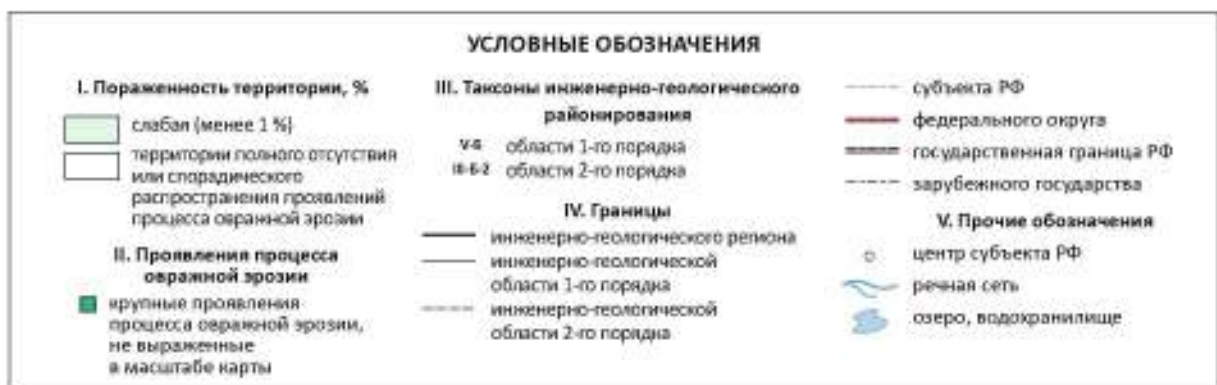 УСЛОВНЫЕ ОБОЗНАЧЕНИЯ
I. Пораженность территории, %
слабая (менее 1 %)
территории полного отсутствия
или спорадического
распространения проявлений
процесса овражной эрозии
II. Проявления процесса
овражной эрозии
крупные проявления
процесса овражной эрозии,
не выраженные
в масштабе карты
III. Таксоны инженерно-геологического
районирования
V-Б области 1-го порядка
III-Б-2 области 2-го порядка
IV. Границы
инженерно-геологического региона
инженерно-геологической
области 1-го порядка
инженерно-геологической
области 2-го порядка
субъекта РФ
федерального округа
государственная граница РФ
зарубежного государства
V. Прочие обозначения
центр субъекта РФ
речная сеть
озеро, водохранилище